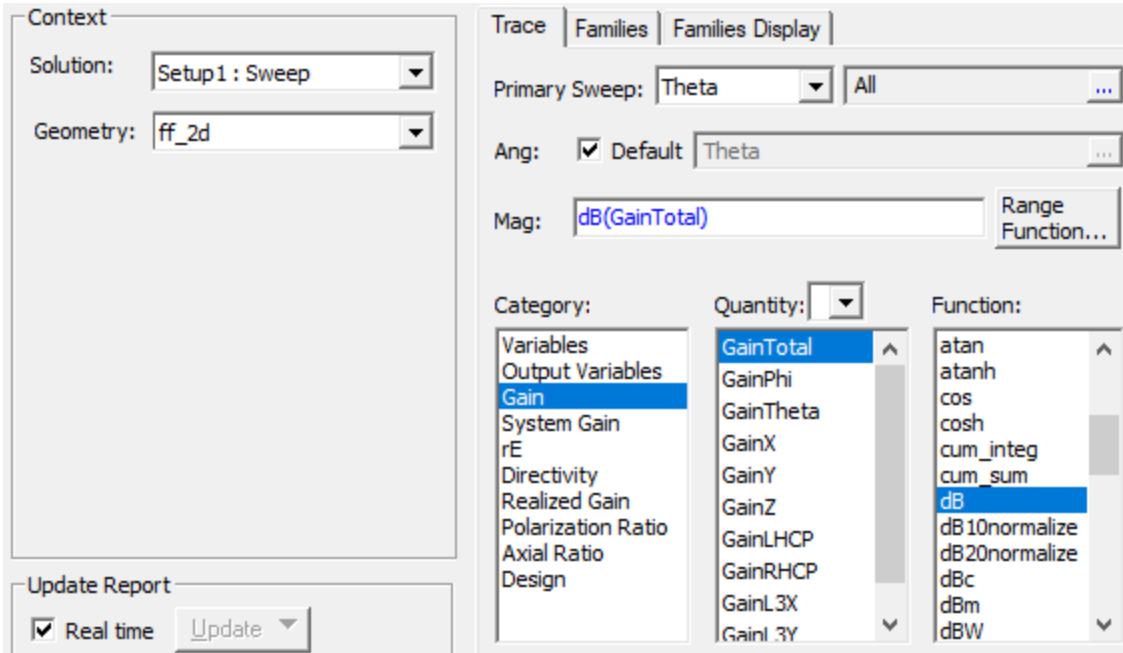 Context
Solution: Setup1 : Sweep
Geometry: ff_2d
Update Report
Real time Update
Trace Families Families Display
Primary Sweep: Theta All ...
Ang: Default Theta ...
Mag: dB(GainTotal) Range
Function...
Category:
Variables
Output Variables
Gain
System Gain
rE
Directivity
Realized Gain
Polarization Ratio
Axial Ratio
Design
Quantity:
GainTotal
GainPhi
GainTheta
GainX
GainY
GainZ
GainLHCP
GainRHCP
GainL3X
GainL3Y
Function:
atan
atanh
cos
cosh
cum_integ
cum_sum
dB
dB10normalize
dB20normalize
dBc
dBm
dBW